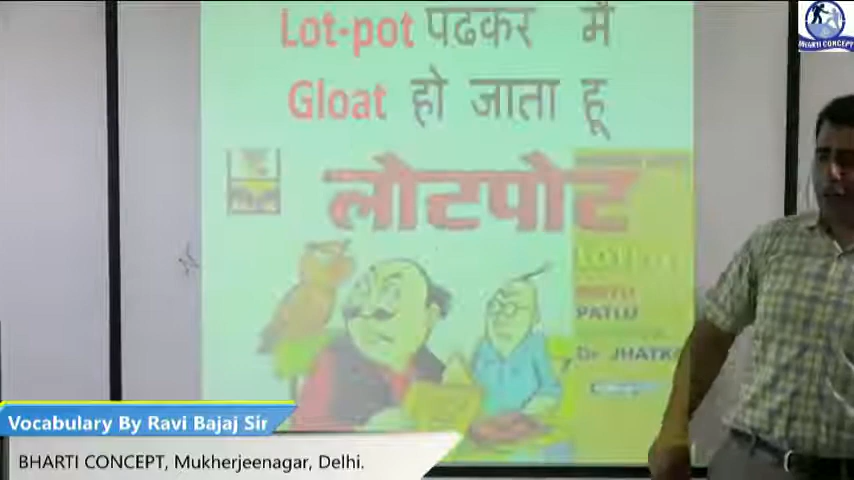 Lot-pot पढकर मैं
Gloat हो जाता हू
लोटपोट
PATLU
Dr JHATKA
BHARTI CONCEPT
Vocabulary By Ravi Bajaj Sir
BHARTI CONCEPT, Mukherjeenagar, Delhi.